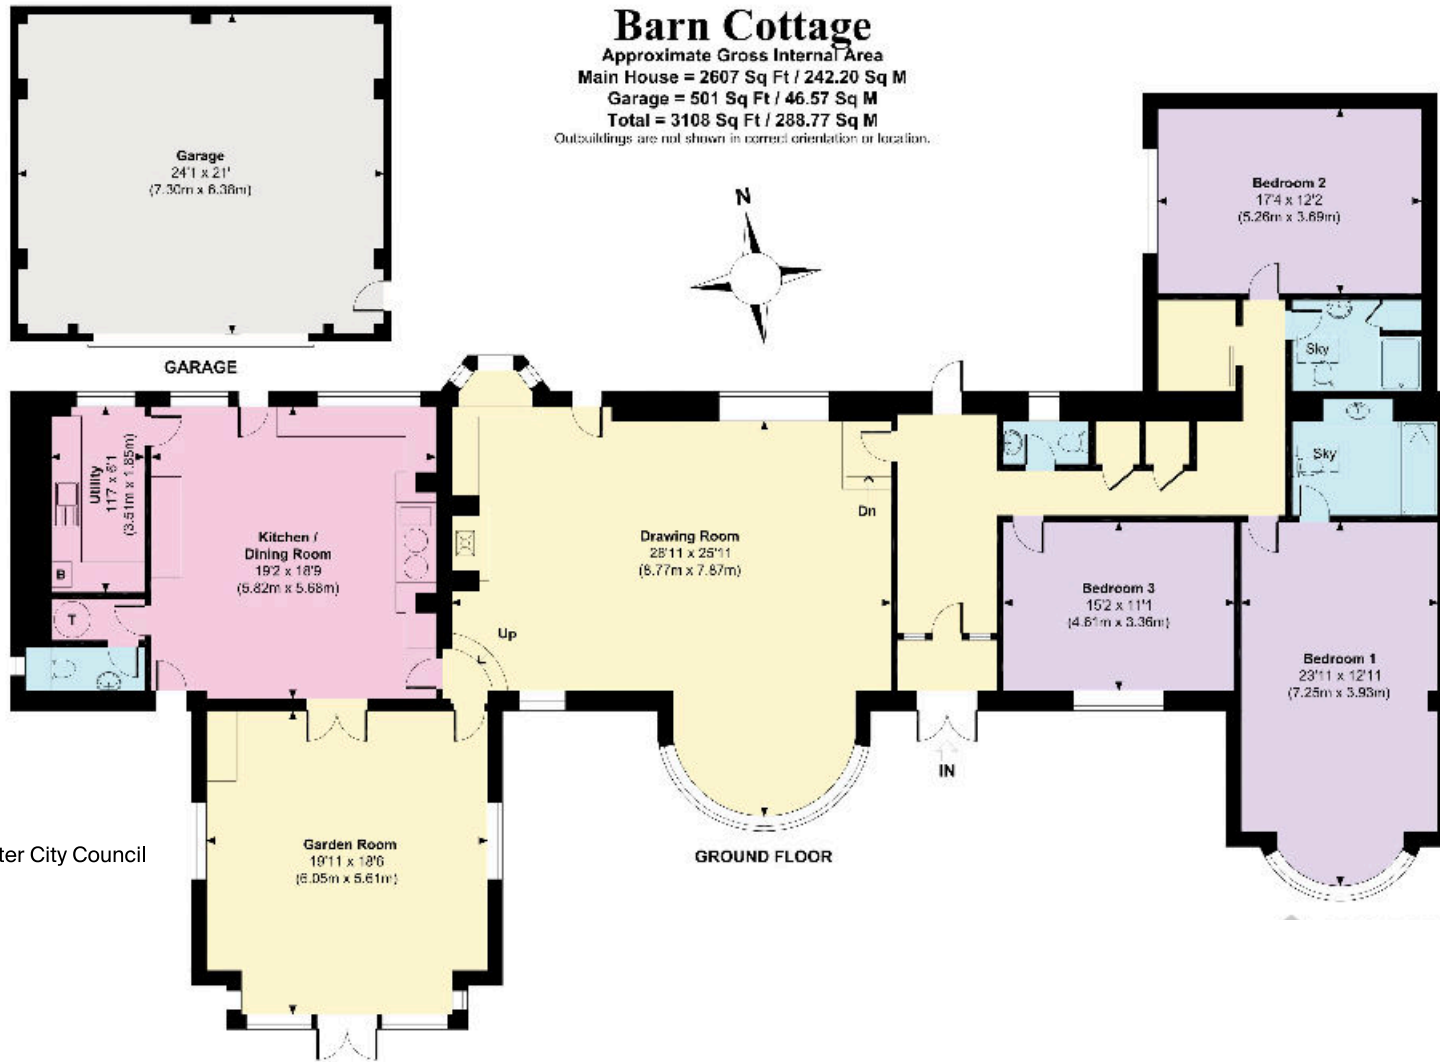 Barn Cottage
Approximate Gross Internal Area
Main House = 2607 Sq Ft / 242.20 Sq M
Garage = 501 Sq Ft / 46.57 Sq M
Total = 3108 Sq Ft / 288.77 Sq M
Outbuildings are not shown in correct orientation or location.
Garage
24'1 x 21'
(7.30m x 6.38m)
GARAGE
N
Bedroom 2
17'4 x 12'2
(5.26m x 3.69m)
Sky
Sky
T
Utility
11'7 x 6'1
(3.51m x 1.85m)
B
T
Kitchen /
Dining Room
19'2 x 18'9
(5.82m x 5.68m)
Drawing Room
28'11 x 25'11
(8.77m x 7.87m)
Dn
Up
Bedroom 3
15'2 x 11'1
(4.61m x 3.36m)
Bedroom 1
23'11 x 12'11
(7.25m x 3.93m)
IN
Garden Room
19'11 x 18'6
(6.05m x 5.61m)
GROUND FLOOR
ter City Council